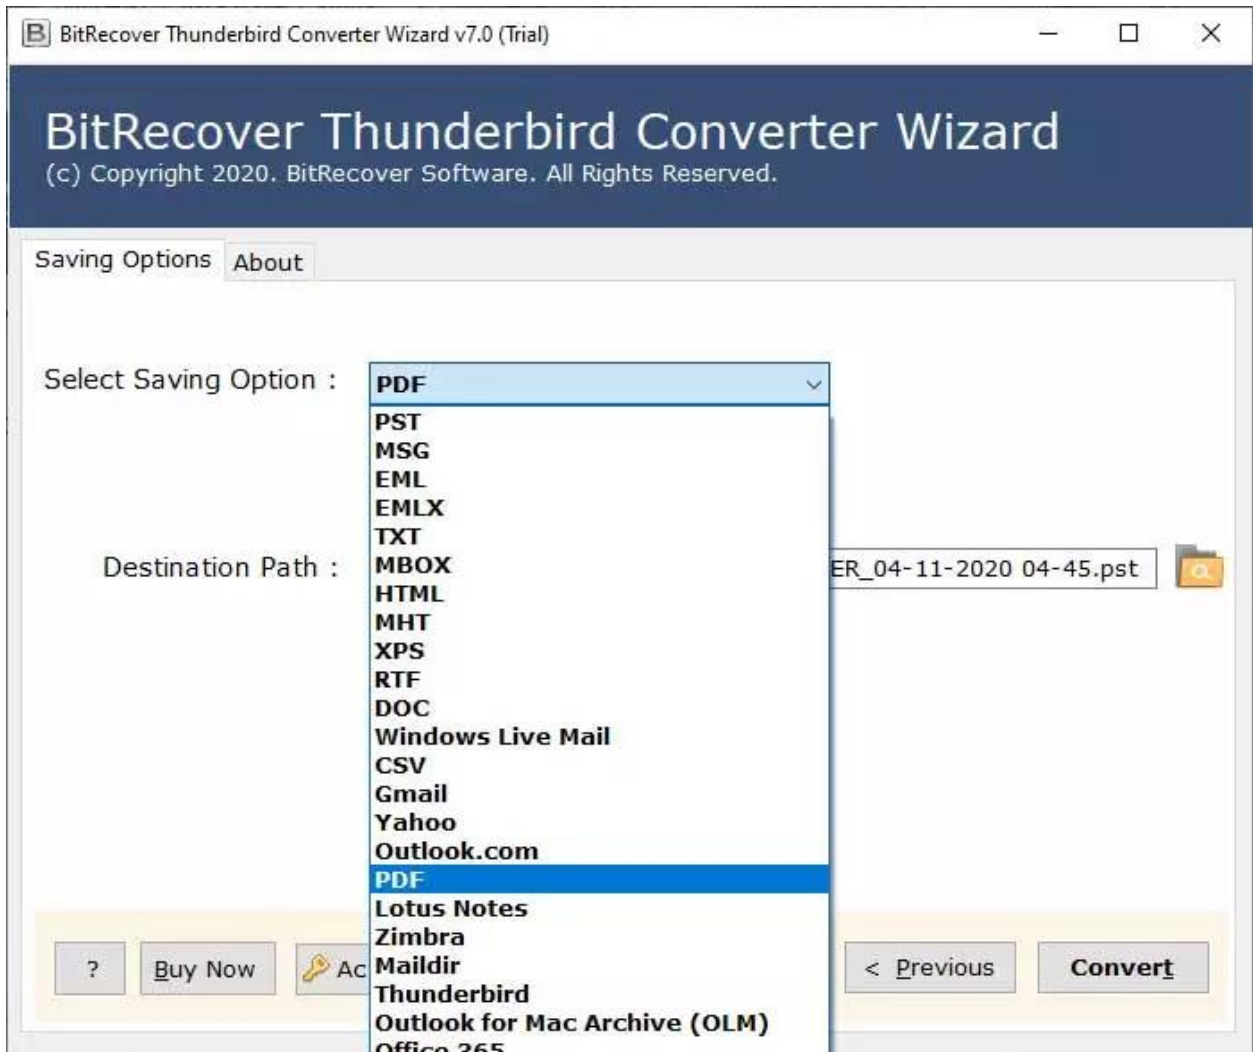 BitRecover Thunderbird Converter Wizard v7.0 (Trial)
BitRecover Thunderbird Converter Wizard
(c) Copyright 2020. BitRecover Software. All Rights Reserved.
Saving Options About
Select Saving Option : PDF
PST
MSG
EML
EMLX
TXT
Destination Path : MBOX ER_04-11-2020 04-45.pst
HTML
MHT
XPS
RTF
DOC
Windows Live Mail
CSV
Gmail
Yahoo
Outlook.com
PDF
Lotus Notes
Zimbra
Maildir
Thunderbird
Outlook for Mac Archive (OLM)
Office 365
? Buy Now Ac < Previous Convert